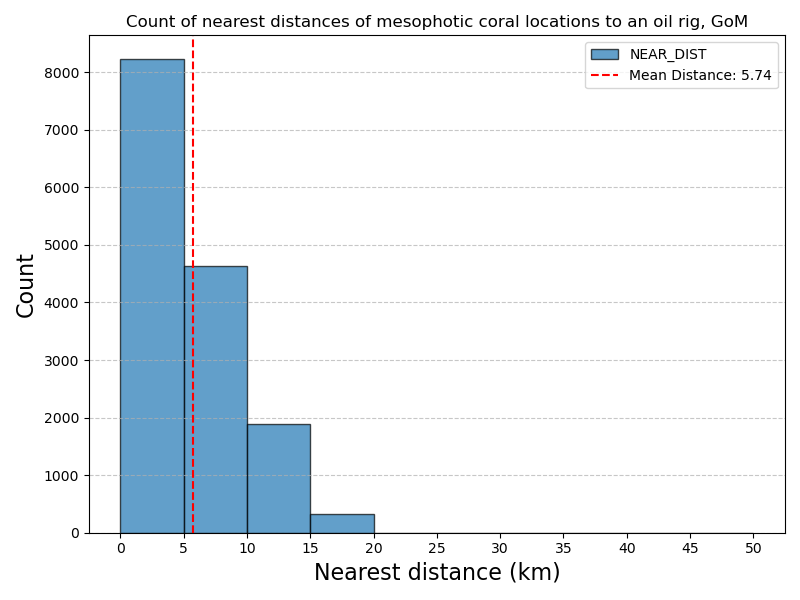 Count of nearest distances of mesophotic coral locations to an oil rig, GoM
NEAR_DIST
Mean Distance: 5.74
Count
8000
7000
6000
5000
4000
3000
2000
1000
0
0 5 10 15 20 25 30 35 40 45 50
Nearest distance (km)